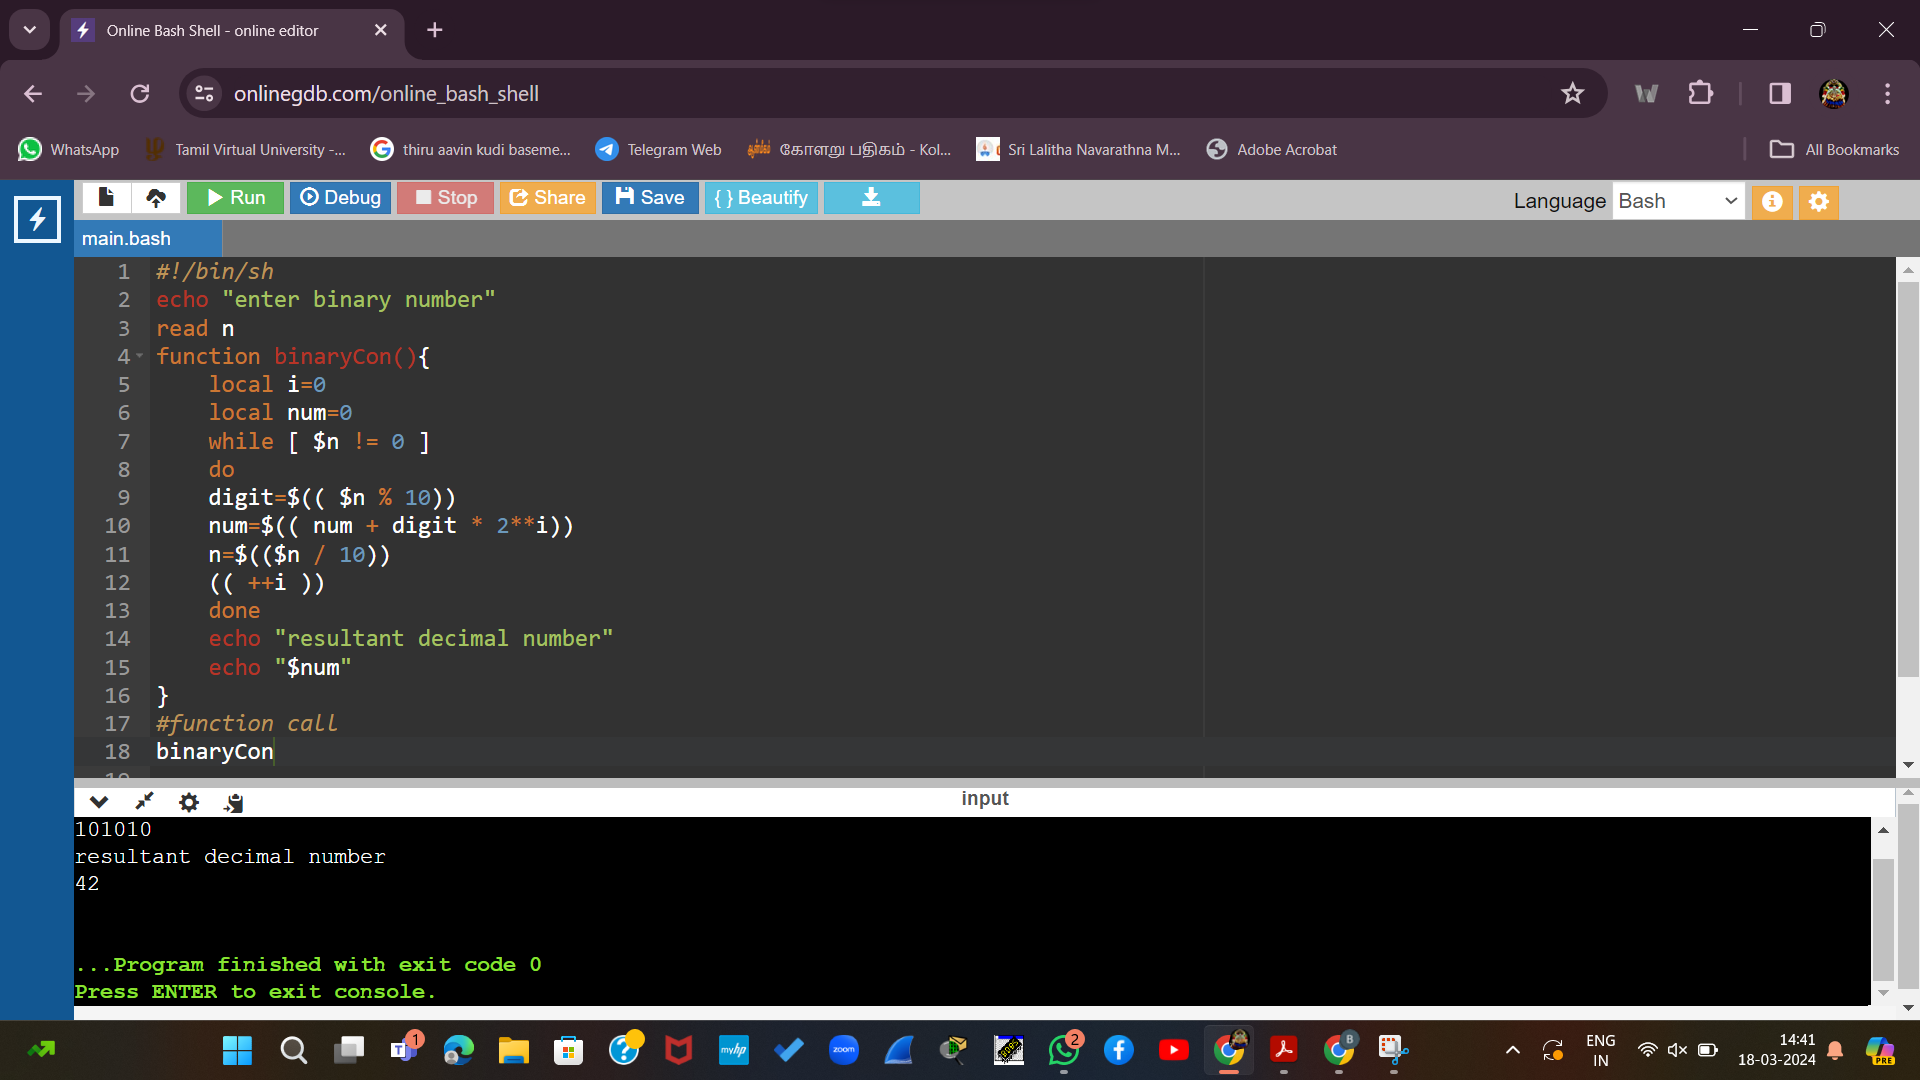 Online Bash Shell - online editor
onlinegdb.com/online_bash_shell
WhatsApp
Tamil Virtual University -...
thiru aavin kudi baseme...
Telegram Web
கோளறு பதிகம் - Kol...
Sri Lalitha Navarathna M...
Adobe Acrobat
All Bookmarks
Run
Debug
Stop
Share
Save
{ } Beautify
Language
Bash
main.bash
1 #!/bin/sh
2 echo "enter binary number"
3 read n
4 function binaryCon(){
5 local i=0
6 local num=0
7 while [ $n != 0 ]
8 do
9 digit=$(( $n % 10))
10 num=$(( num + digit * 2**i))
11 n=$(($n / 10))
12 (( ++i ))
13 done
14 echo "resultant decimal number"
15 echo "$num"
16 }
17 #function call
18 binaryCon
input
101010
resultant decimal number
42
...Program finished with exit code 0
Press ENTER to exit console.
1
myhp
zoom
2
B
ENG
IN
14:41
18-03-2024
PRE